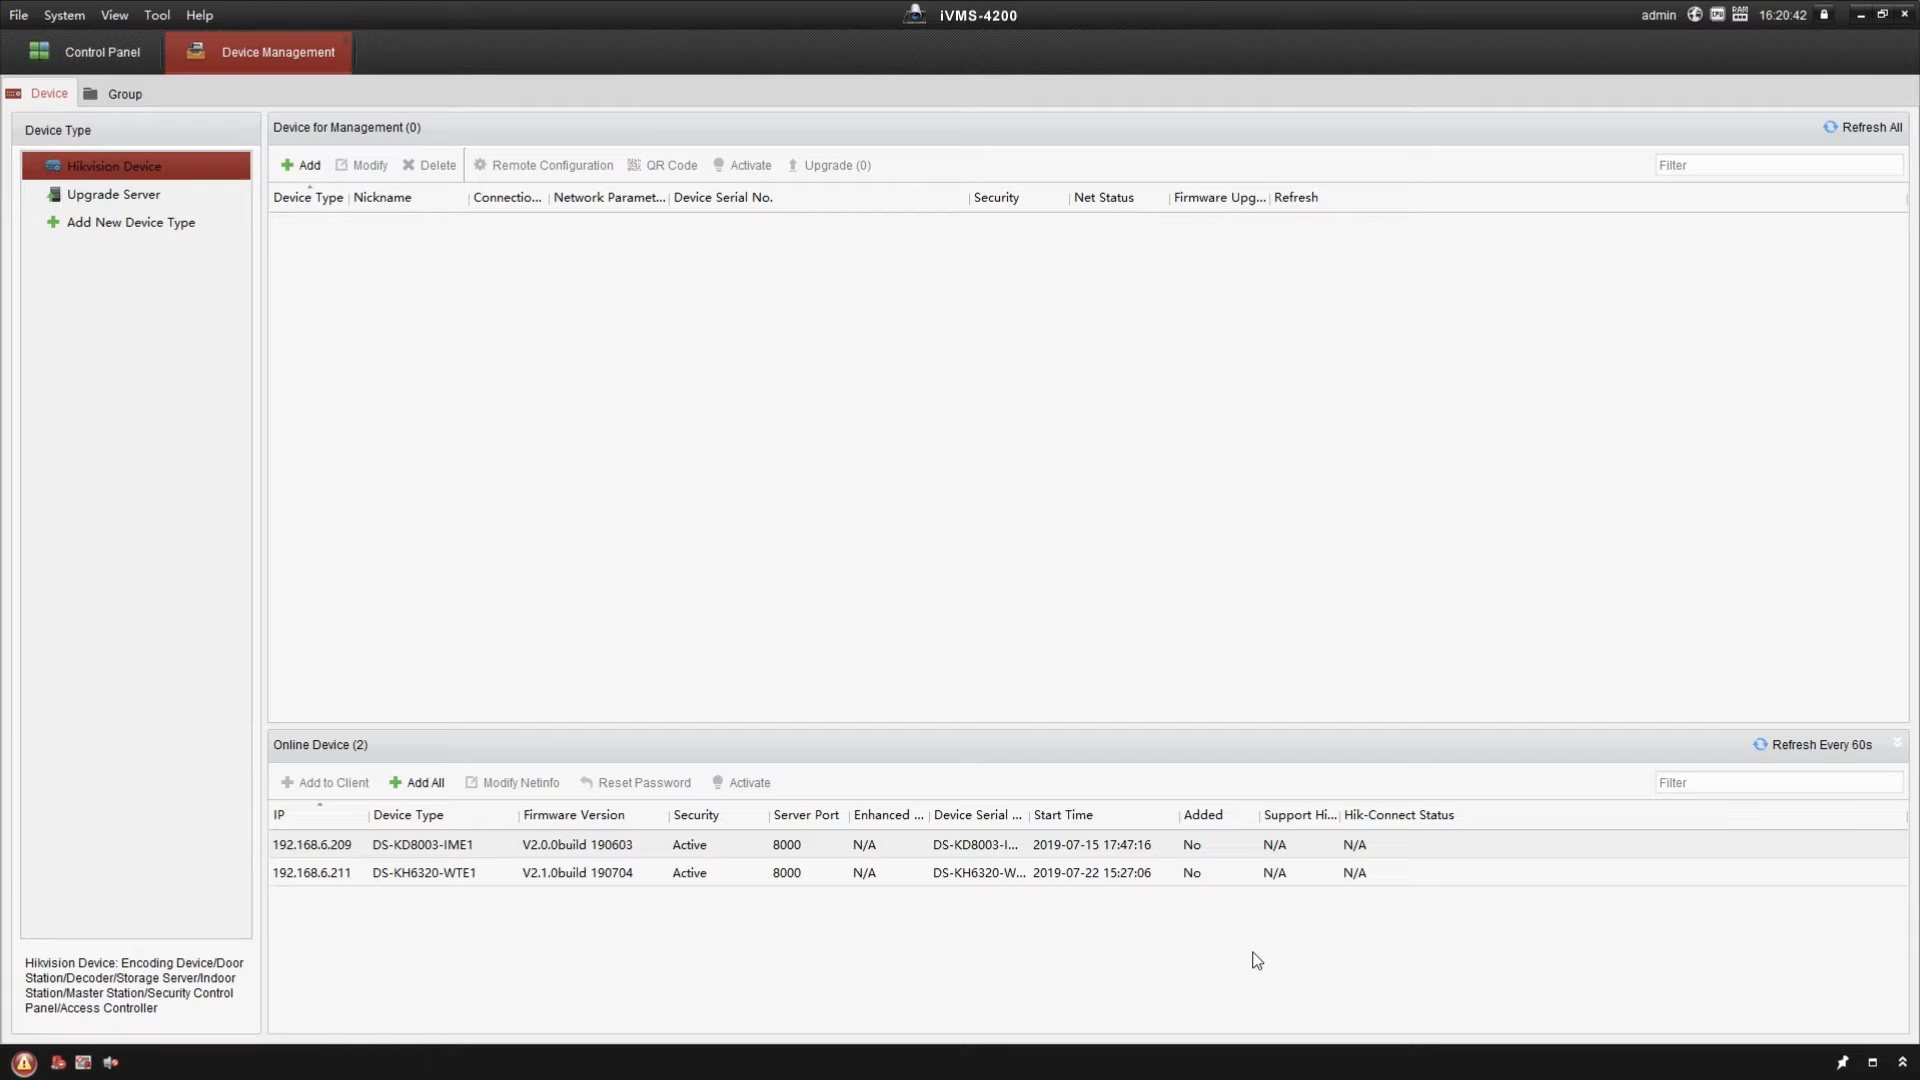 File System View Tool Help iVMS-4200 admin 16:20:42
Control Panel Device Management
Device Group
Device Type
Hikvision Device
Upgrade Server
Add New Device Type
Hikvision Device: Encoding Device/Door
Station/Decoder/Storage Server/Indoor
Station/Master Station/Security Control
Panel/Access Controller
Device for Management (0) Refresh All
Add Modify Delete Remote Configuration QR Code Activate Upgrade (0) Filter
Device Type Nickname Connectio... Network Paramet... Device Serial No. Security Net Status Firmware Upg... Refresh
Online Device (2) Refresh Every 60s
Add to Client Add All Modify Netinfo Reset Password Activate Filter
IP Device Type Firmware Version Security Server Port Enhanced ... Device Serial ... Start Time Added Support Hi... Hik-Connect Status
192.168.6.209 DS-KD8003-IME1 V2.0.0build 190603 Active 8000 N/A DS-KD8003-I... 2019-07-15 17:47:16 No N/A N/A
192.168.6.211 DS-KH6320-WTE1 V2.1.0build 190704 Active 8000 N/A DS-KH6320-W... 2019-07-22 15:27:06 No N/A N/A